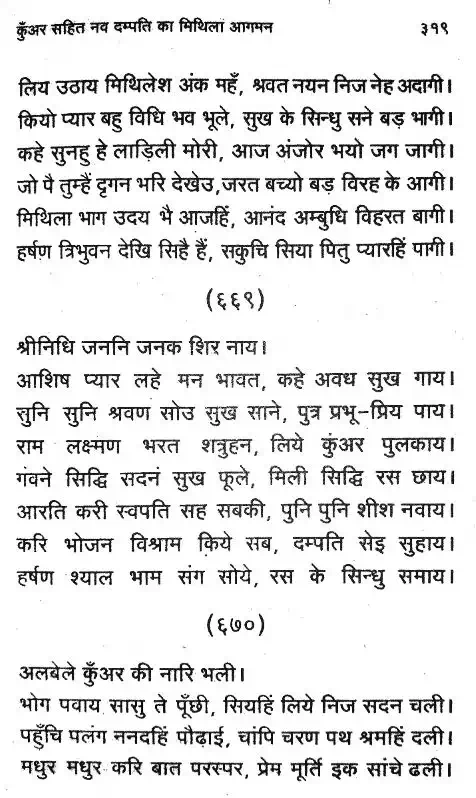 कुँअर सहित नव दम्पति का मिथिला आगमन ३१९
लिय उठाय मिथिलेश अंक महँ, श्रवत नयन निज नेह अदागी।
कियो प्यार बहु विधि भव भूले, सुख के सिन्धु सने बड़ भागी।
कहे सुनहु हे लाड़िली मोरी, आज अंजोर भयो जग जागी।
जो पै तुम्हैं दृगन भरि देखेउ,जरत बच्यो बड़ विरह के आगी।
मिथिला भाग उदय भै आजहिं, आनंद अम्बुधि विहरत बागी।
हर्षण त्रिभुवन देखि सिहै हैं, सकुचि सिया पितु प्यारहिं पागी।
(६६९)
श्रीनिधि जननि जनक शिर नाय।
आशिष प्यार लहे मन भावत, कहे अवध सुख गाय।
सुनि सुनि श्रवण सोउ सुख साने, पुत्र प्रभू-प्रिय पाय।
राम लक्ष्मण भरत शत्रुहन, लिये कुँअर पुलकाय।
गंवने सिद्धि सदनं सुख फूले, मिली सिद्धि रस छाय।
आरति करी स्वपति सह सबकी, पुनि पुनि शीश नवाय।
करि भोजन विश्राम किये सब, दम्पति सेइ सुहाय।
हर्षण श्याल भाम संग सोये, रस के सिन्धु समाय।
(६७०)
अलबेले कुँअर की नारि भली।
भोग पवाय सासु ते पूँछी, सियहिं लिये निज सदन चली।
पहुँचि पलंग ननदहिं पौढ़ाई, चांपि चरण पथ श्रमहिं दली।
मधुर मधुर करि बात परस्पर, प्रेम मूर्ति इक सांचे ढली।